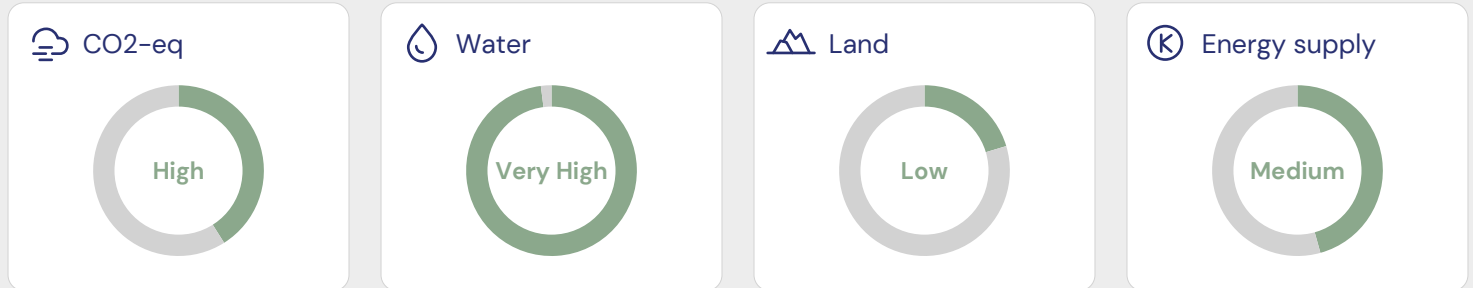 CO2-eq
High
Water
Very High
Land
Low
Energy supply
Medium